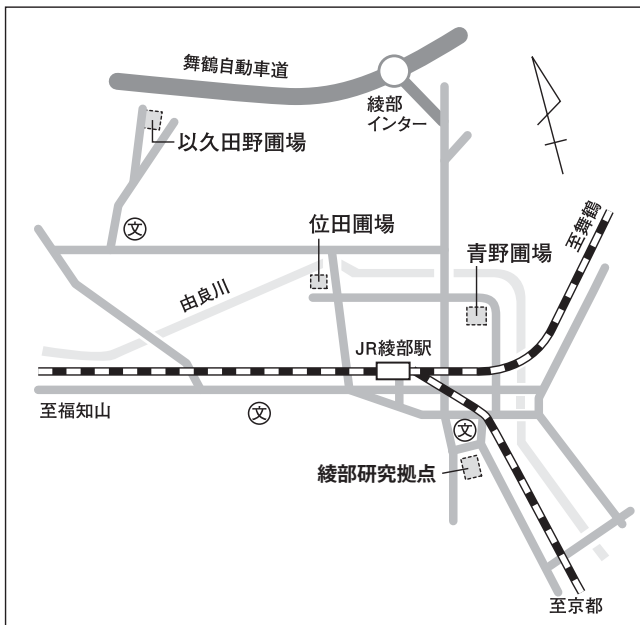 舞鶴自動車道
綾部
インター
以久田野圃場
文
位田圃場
青野圃場
至舞鶴
由良川
JR綾部駅
至福知山
文
文
綾部研究拠点
至京都